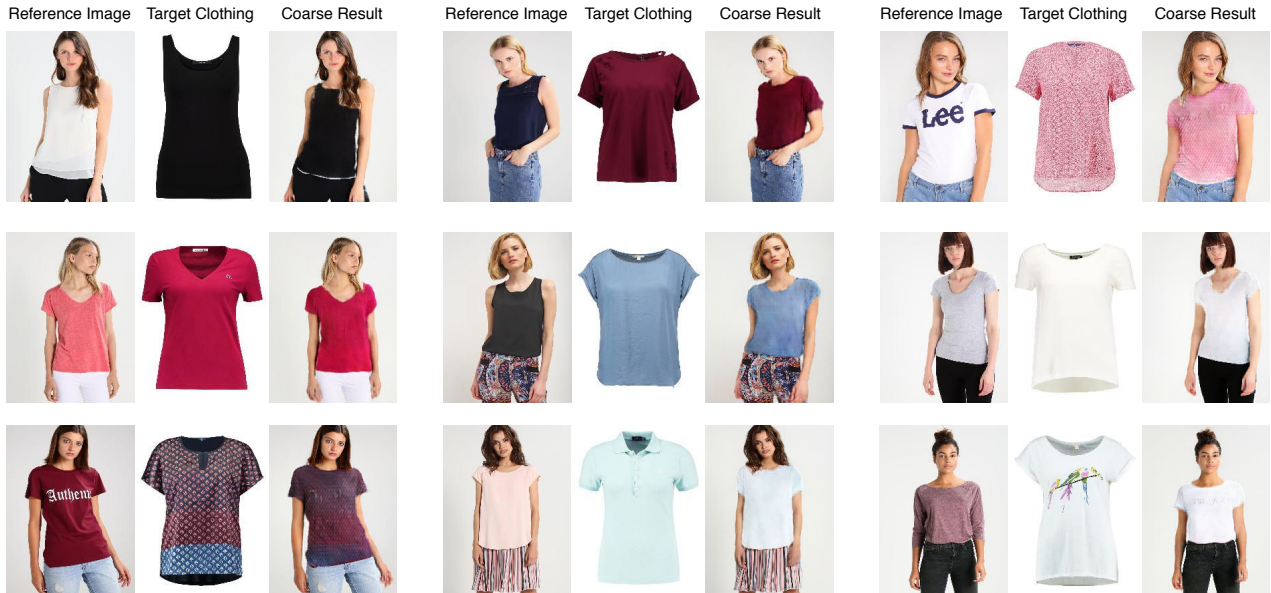 Reference Image Target Clothing Coarse Result Reference Image Target Clothing Coarse Result Reference Image Target Clothing Coarse Result
Lee
Authent